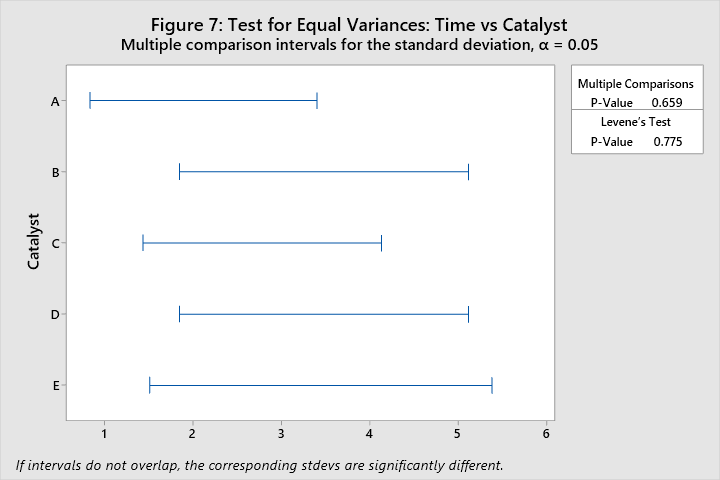 Figure 7: Test for Equal Variances: Time vs Catalyst
Multiple comparison intervals for the standard deviation, α = 0.05
Multiple Comparisons
P-Value 0.659
Levene's Test
P-Value 0.775
Catalyst
A
B
C
D
E
1 2 3 4 5 6
If intervals do not overlap, the corresponding stdevs are significantly different.